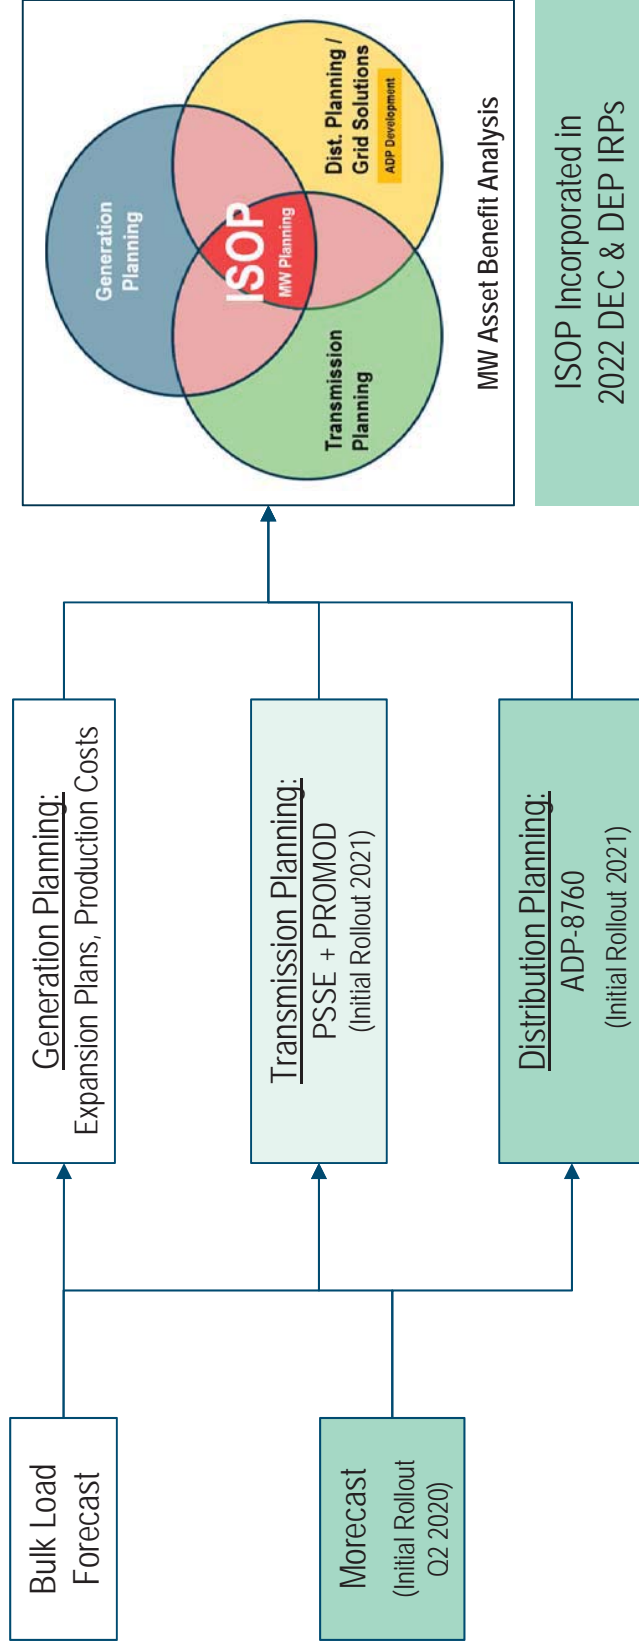 Bulk Load
Forecast
Morecast
(Initial Rollout
Q2 2020)
Generation Planning:
Expansion Plans, Production Costs
Transmission Planning:
PSSE + PROMOD
(Initial Rollout 2021)
Distribution Planning:
ADP-8760
(Initial Rollout 2021)
Generation
Planning
ISOP
MW Planning
Transmission
Planning
Dist. Planning /
Grid Solutions
ADP Development
MW Asset Benefit Analysis
ISOP Incorporated in
2022 DEC & DEP IRPs